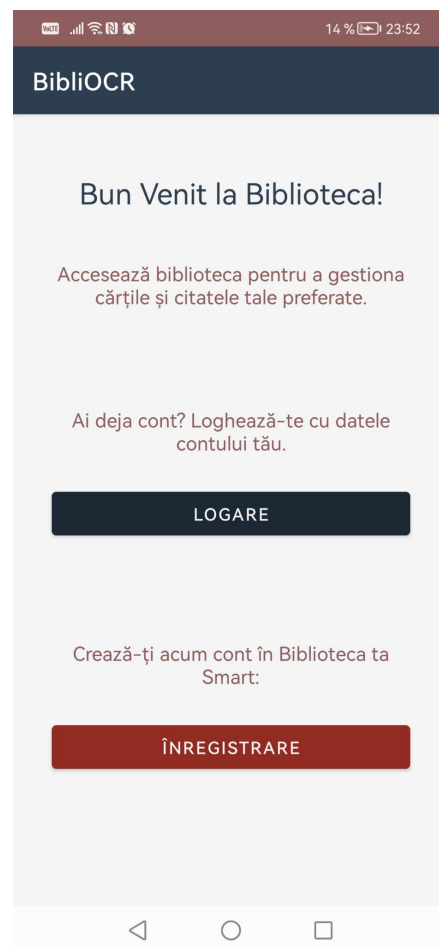 VoLTE 14 % 23:52
BibliOCR
Bun Venit la Biblioteca!
Accesează biblioteca pentru a gestiona
cărțile și citatele tale preferate.
Ai deja cont? Loghează-te cu datele
contului tău.
LOGARE
Crează-ți acum cont în Biblioteca ta
Smart:
ÎNREGISTRARE